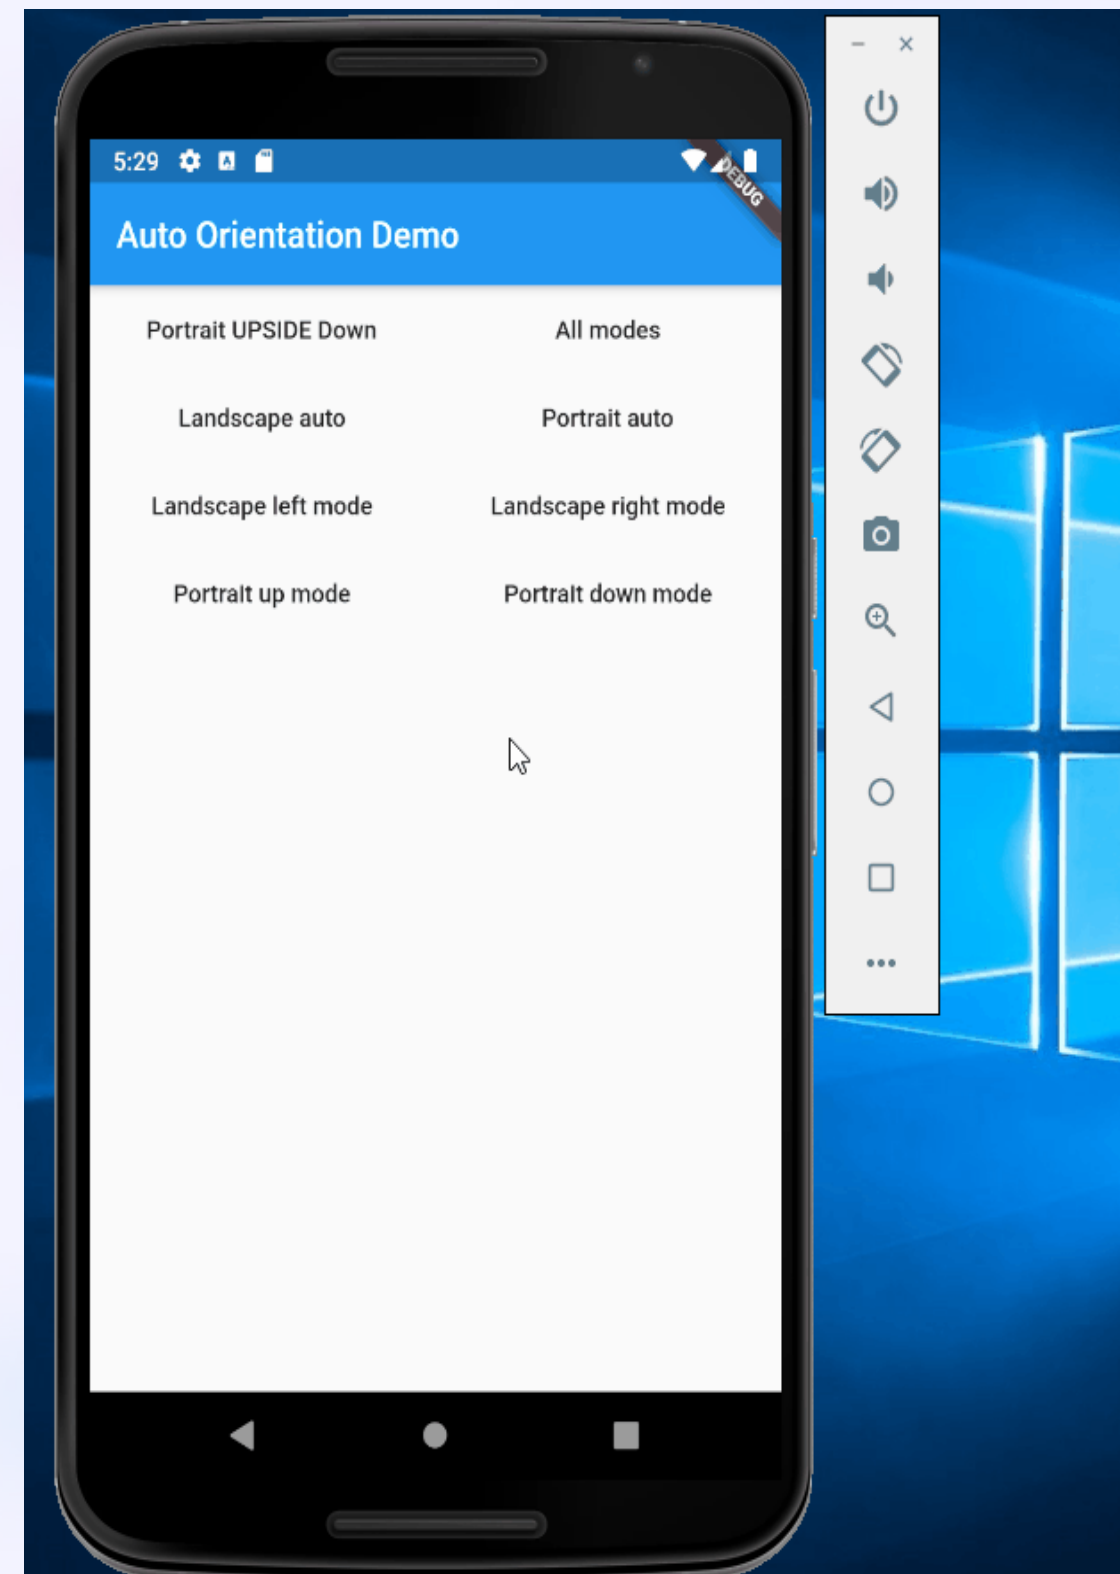 5:29
DEBUG
Auto Orientation Demo
Portrait UPSIDE Down
All modes
Landscape auto
Portrait auto
Landscape left mode
Landscape right mode
Portrait up mode
Portrait down mode